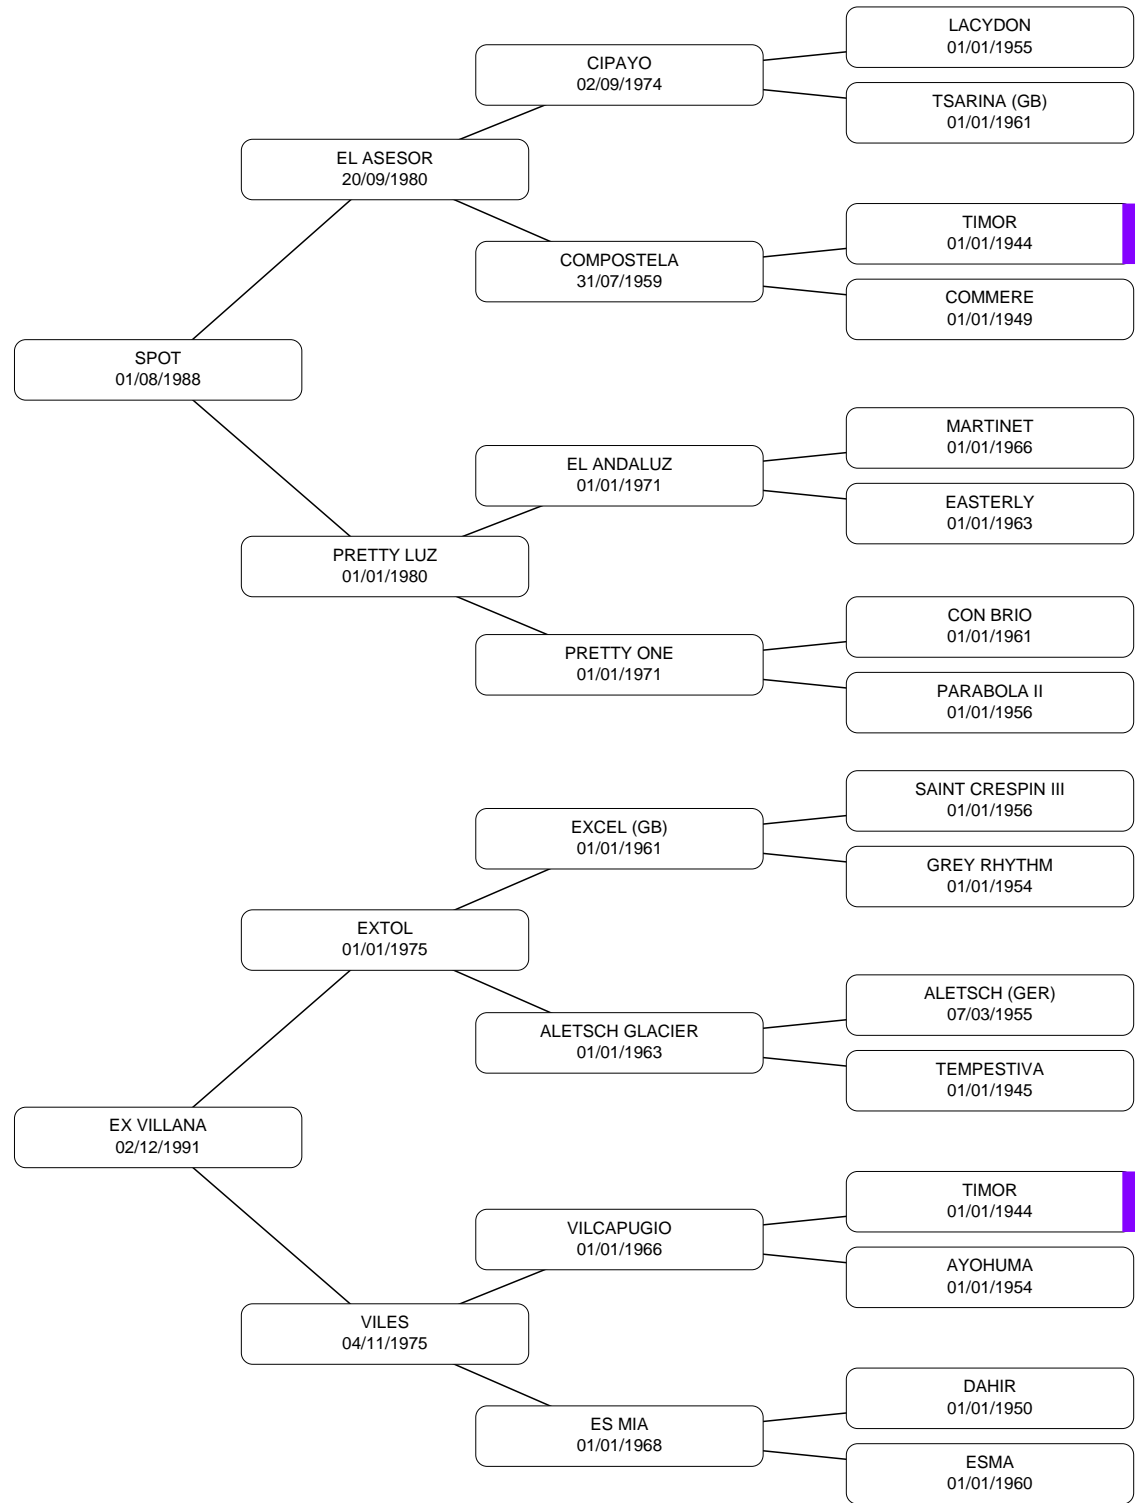 LACYDON
01/01/1955
CIPAYO
02/09/1974
TSARINA (GB)
01/01/1961
EL ASESOR
20/09/1980
TIMOR
01/01/1944
COMPOSTELA
31/07/1959
COMMERE
01/01/1949
SPOT
01/08/1988
MARTINET
01/01/1966
EL ANDALUZ
01/01/1971
EASTERLY
01/01/1963
PRETTY LUZ
01/01/1980
CON BRIO
01/01/1961
PRETTY ONE
01/01/1971
PARABOLA II
01/01/1956
SAINT CRESPIN III
01/01/1956
EXCEL (GB)
01/01/1961
GREY RHYTHM
01/01/1954
EXTOL
01/01/1975
ALETSCH (GER)
07/03/1955
ALETSCH GLACIER
01/01/1963
TEMPESTIVA
01/01/1945
EX VILLANA
02/12/1991
TIMOR
01/01/1944
VILCAPUGIO
01/01/1966
AYOHUMA
01/01/1954
VILES
04/11/1975
DAHIR
01/01/1950
ES MIA
01/01/1968
ESMA
01/01/1960